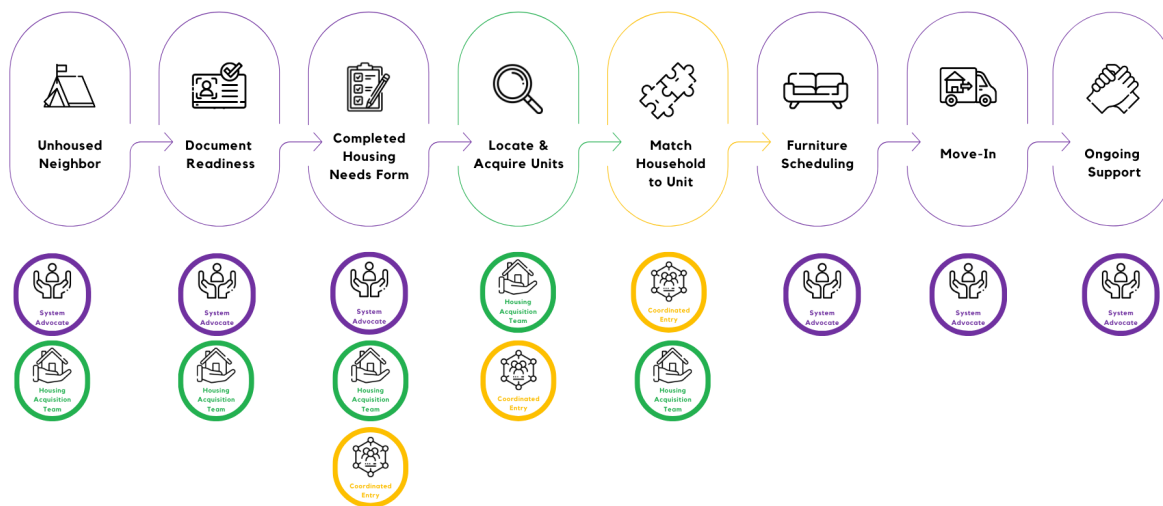 Unhoused
Neighbor
Document
Readiness
Completed
Housing
Needs Form
Locate &
Acquire Units
Match
Household
to Unit
Furniture
Scheduling
Move-In
Ongoing
Support
System
Advocate
System
Advocate
System
Advocate
Housing
Acquisition
Team
Coordinated
Entry
System
Advocate
System
Advocate
System
Advocate
Housing
Acquisition
Team
Housing
Acquisition
Team
Housing
Acquisition
Team
Coordinated
Entry
Housing
Acquisition
Team
Coordinated
Entry